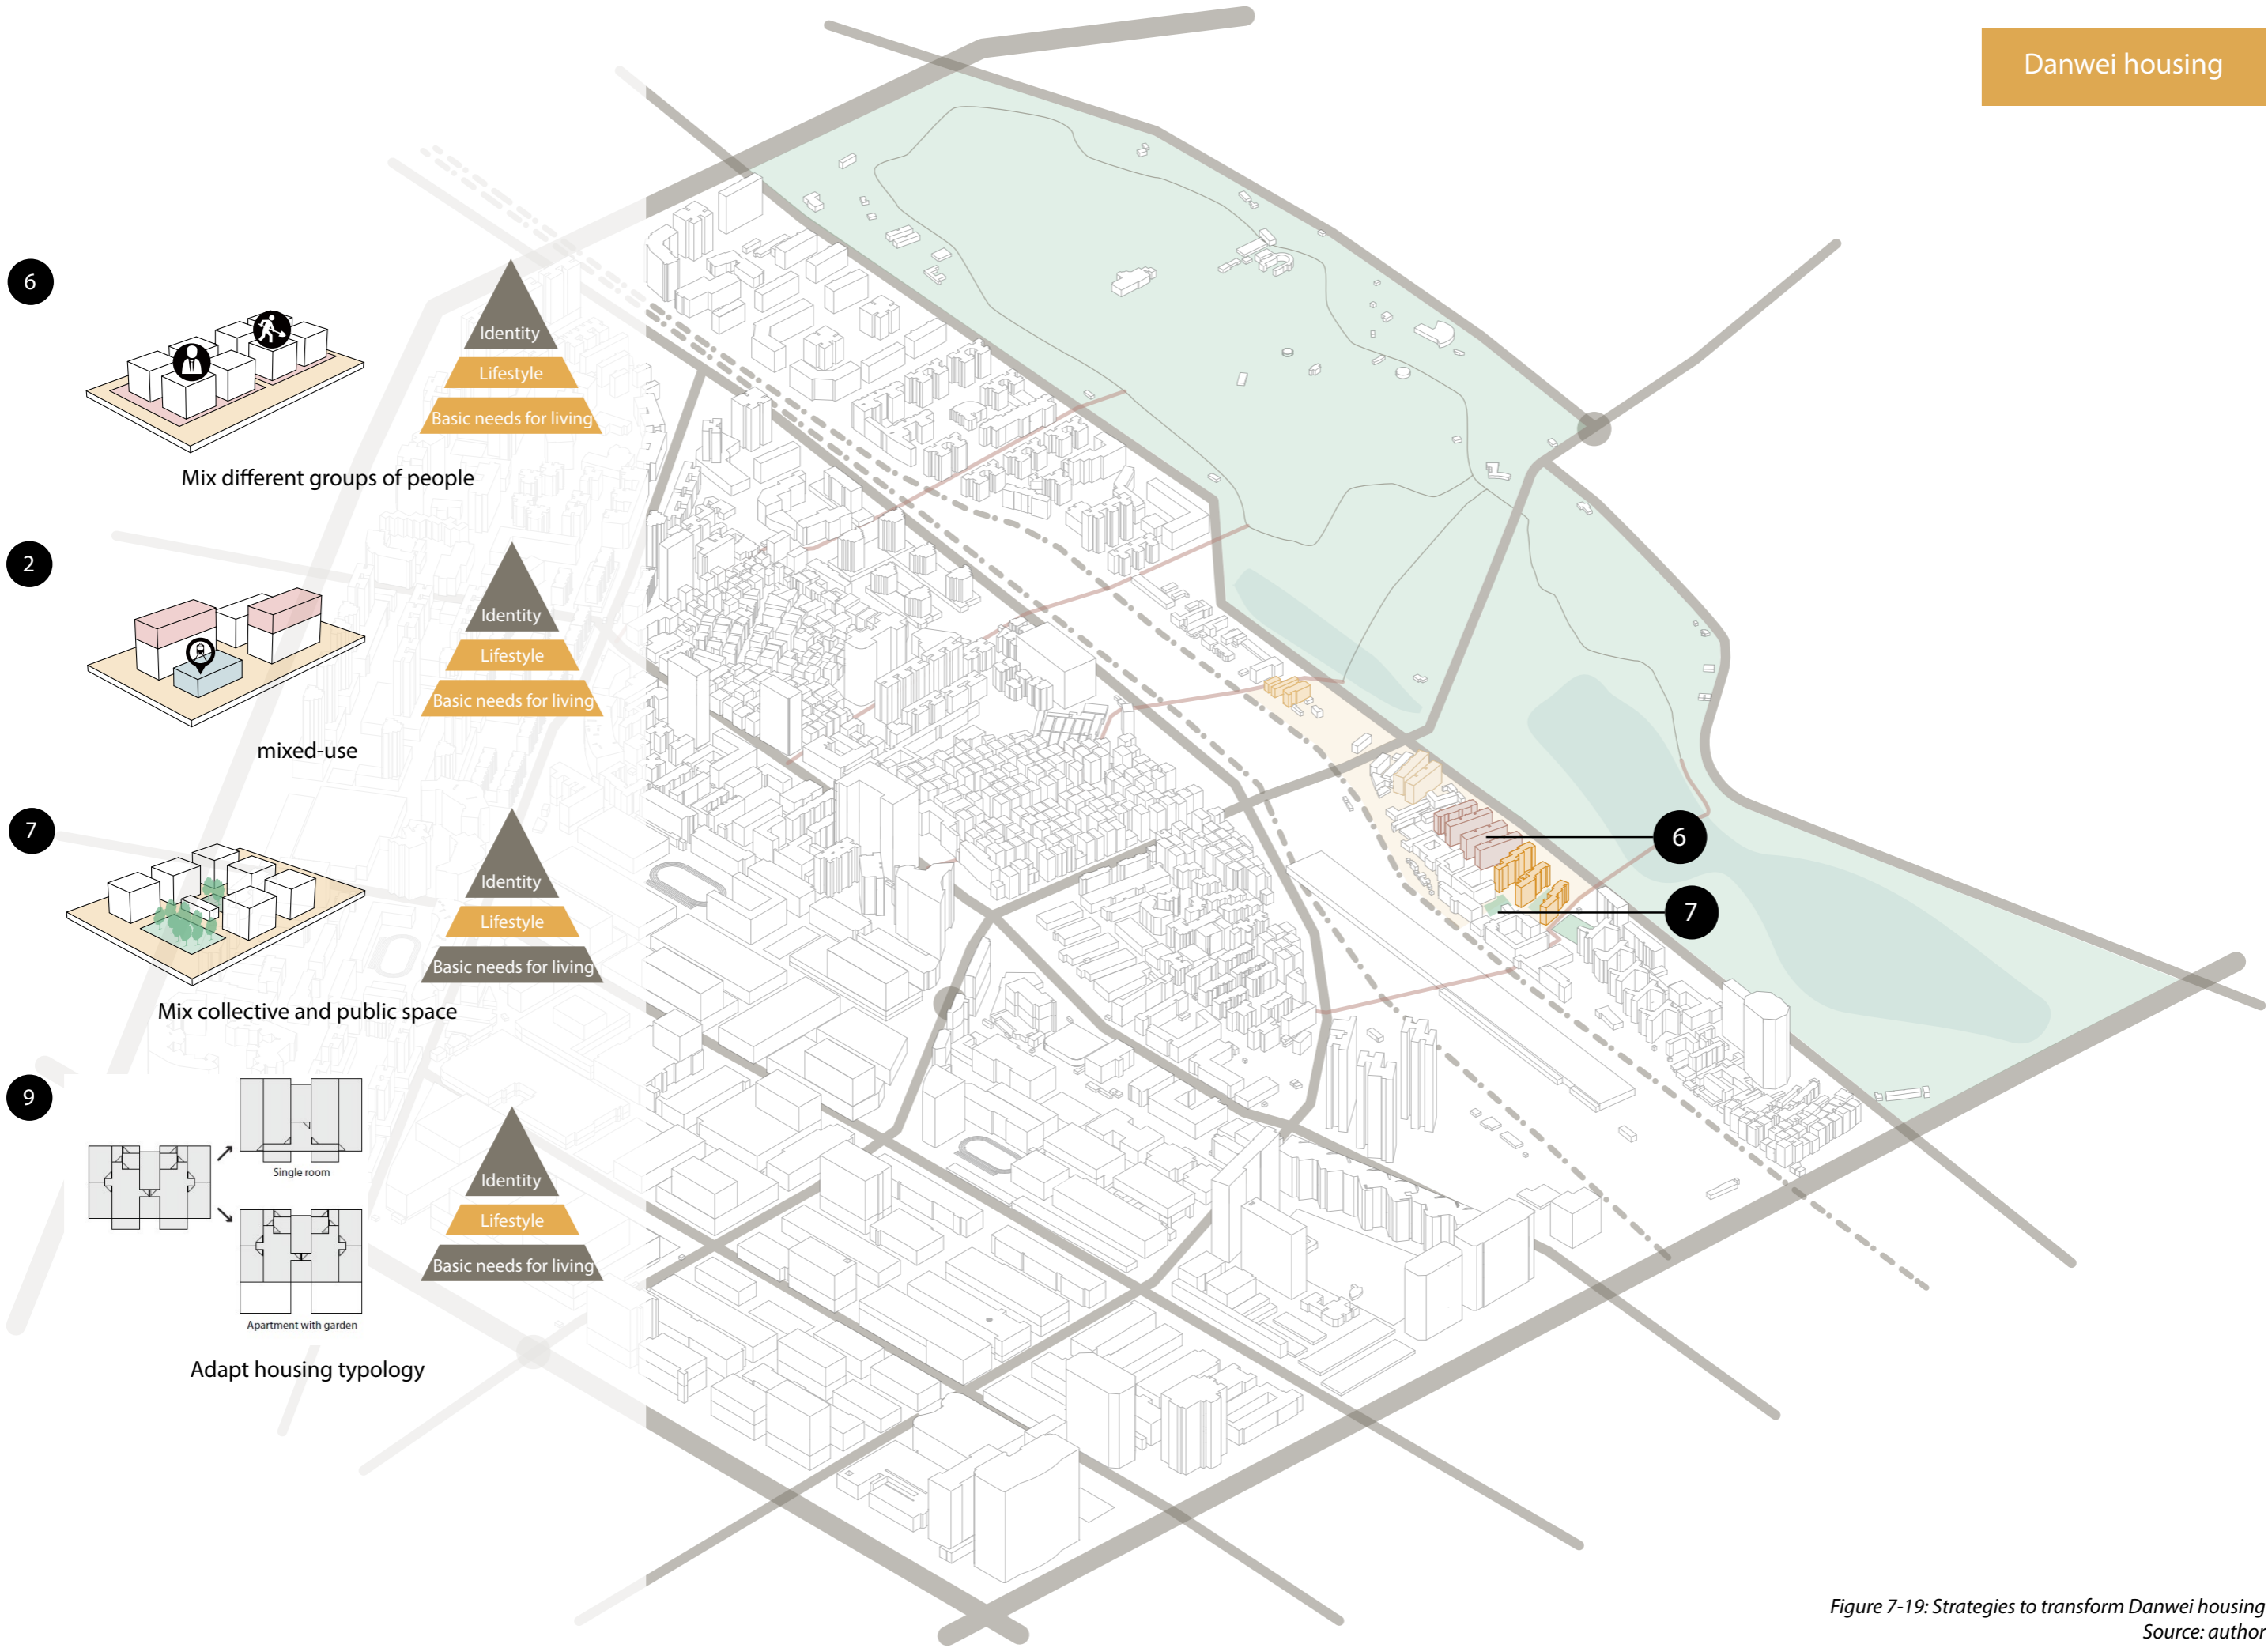 Danwei housing
6
Identity
Lifestyle
Basic needs for living
Mix different groups of people
2
Identity
Lifestyle
Basic needs for living
mixed-use
7
Identity
Lifestyle
Basic needs for living
Mix collective and public space
9
Single room
Apartment with garden
Identity
Lifestyle
Basic needs for living
Adapt housing typology
6
7
Figure 7-19: Strategies to transform Danwei housing
Source: author